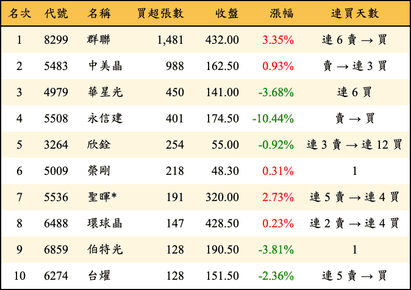 名次 代號 名稱 買超張數 收盤 漲幅 連買天數
1 8299 群聯 1,481 432.00 3.35% 連 6 賣 → 買
2 5483 中美晶 988 162.50 0.93% 賣 → 連 3 買
3 4979 華星光 450 141.00 -3.68% 連 6 買
4 5508 永信建 401 174.50 -10.44% 賣 → 買
5 3264 欣銓 254 55.00 -0.92% 連 3 賣 → 連 12 買
6 5009 榮剛 218 48.30 0.31% 1
7 5536 聖暉* 191 320.00 2.73% 連 5 賣 → 連 4 買
8 6488 環球晶 147 428.50 0.23% 連 2 賣 → 連 4 買
9 6859 伯特光 128 190.50 -3.81% 1
10 6274 台燿 128 151.50 -2.36% 連 5 賣 → 買